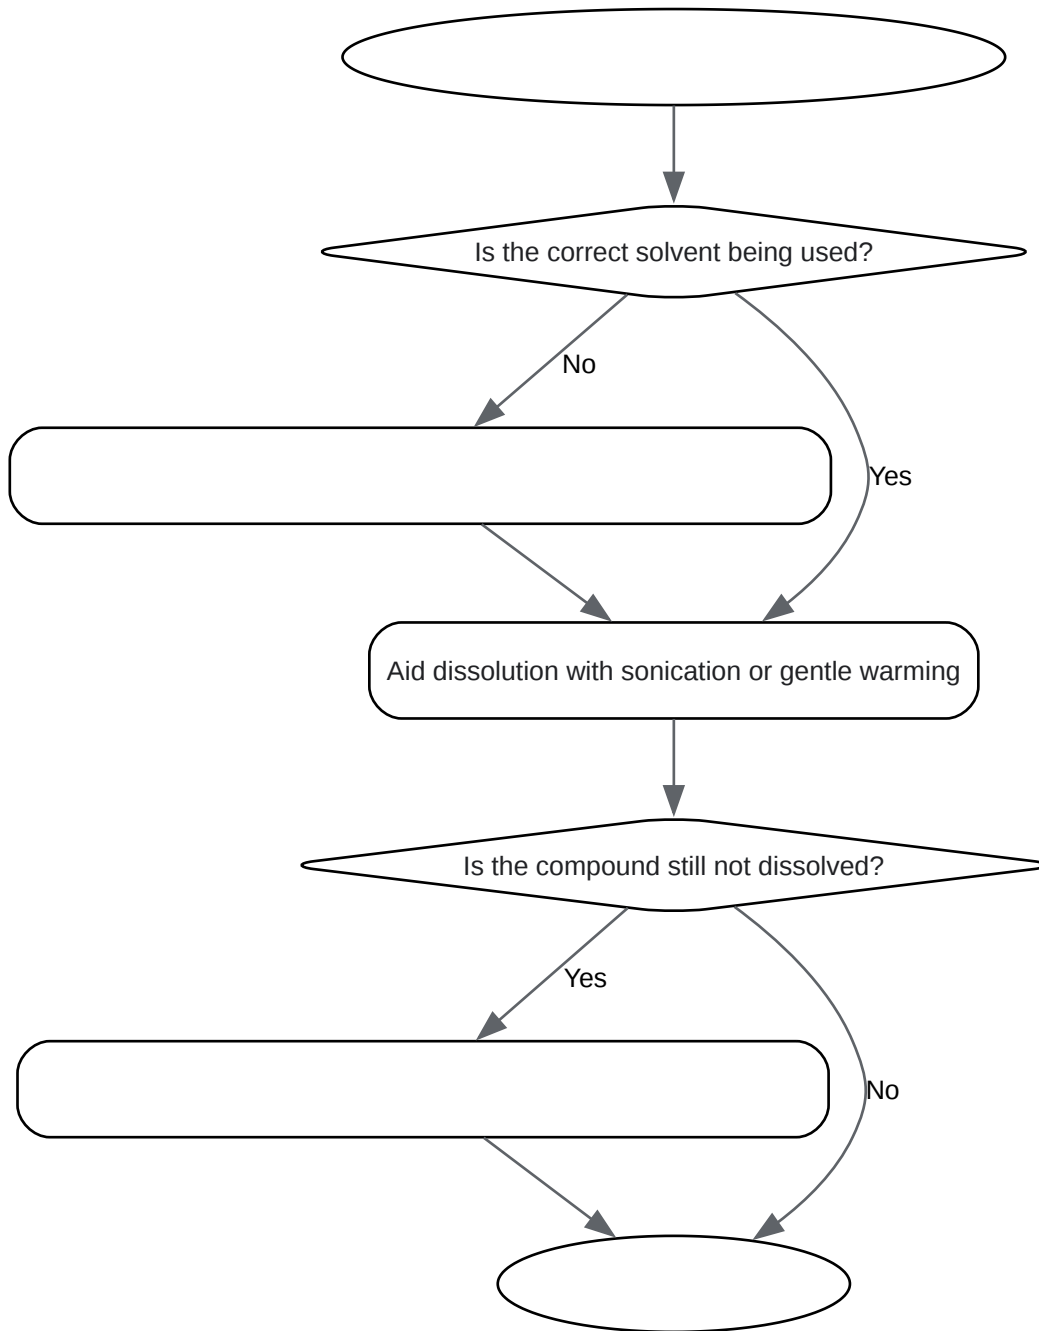 Is the correct solvent being used?
No
Yes
Aid dissolution with sonication or gentle warming
Is the compound still not dissolved?
Yes
No